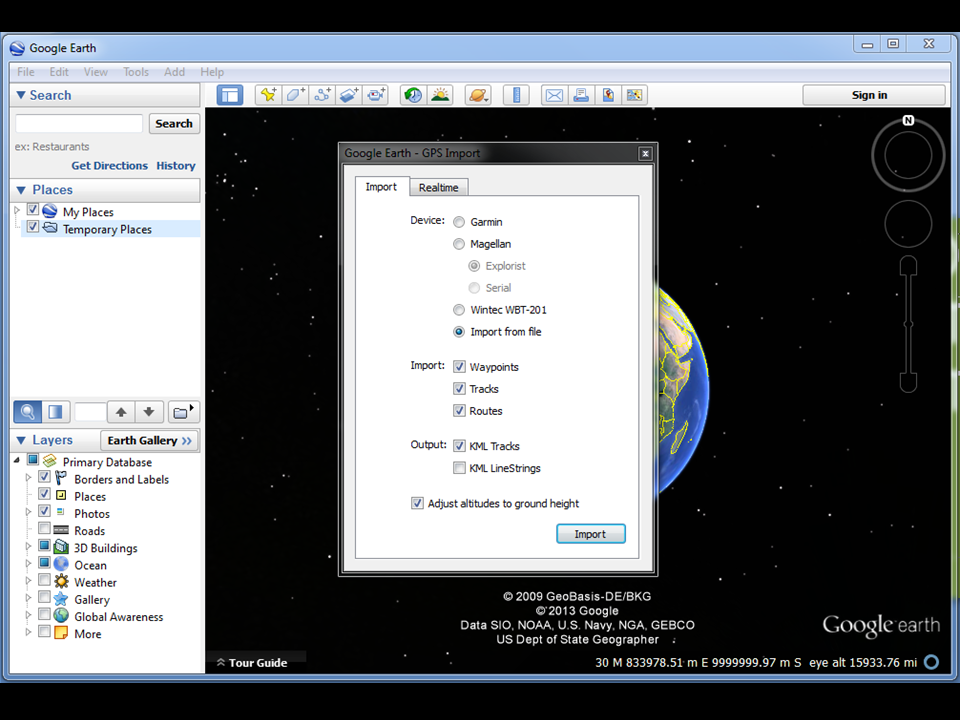 Google Earth
File Edit View Tools Add Help
Search
Search
ex: Restaurants
Get Directions History
Places
My Places
Temporary Places
Layers
Earth Gallery >>
Primary Database
Borders and Labels
Places
Photos
Roads
3D Buildings
Ocean
Weather
Gallery
Global Awareness
More
Sign in
N
Google Earth - GPS Import
Import Realtime
Device: Garmin
Magellan
Explorist
Serial
Wintec WBT-201
Import from file
Import: Waypoints
Tracks
Routes
Output: KML Tracks
KML LineStrings
Adjust altitudes to ground height
Import
© 2009 GeoBasis-DE/BKG
© 2013 Google
Data SIO, NOAA, U.S. Navy, NGA, GEBCO
US Dept of State Geographer
Google earth
Tour Guide
30 M 833978.51 m E 9999999.97 m S eye alt 15933.76 mi